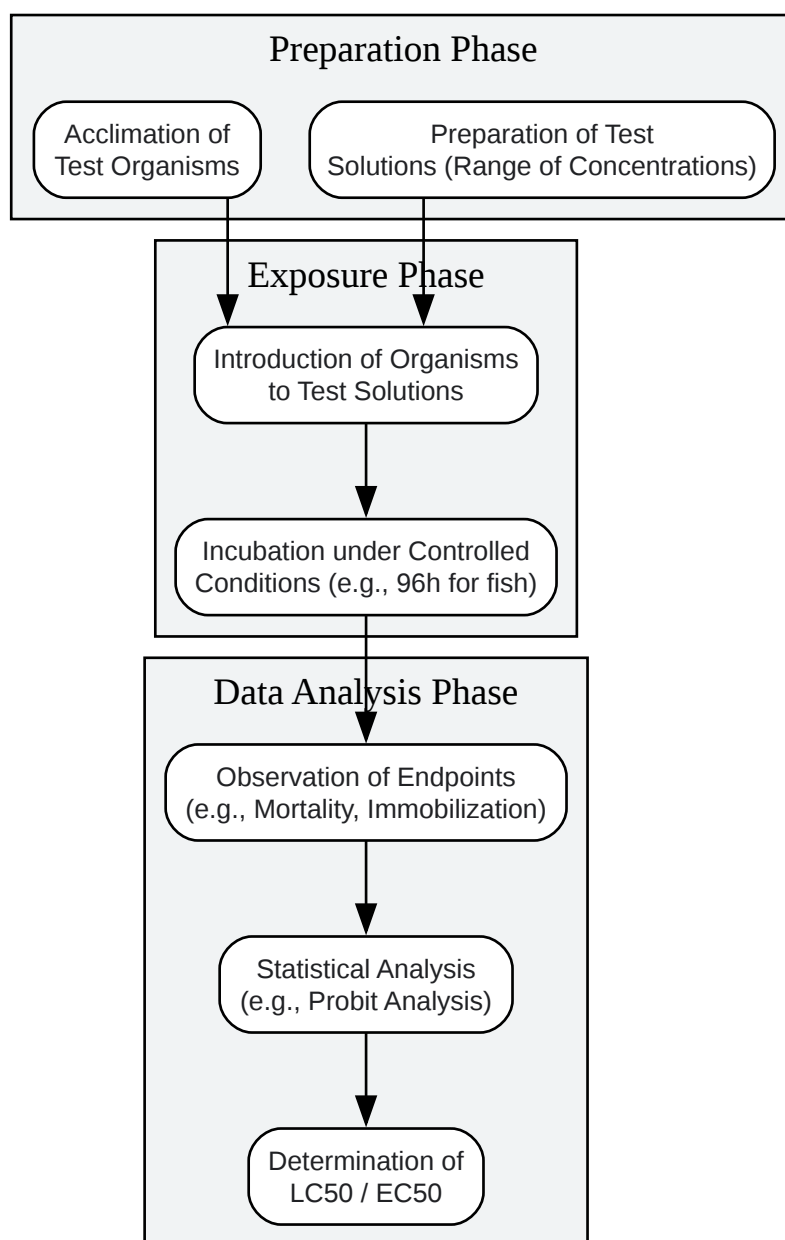 Preparation Phase
Acclimation of
Test Organisms
Preparation of Test
Solutions (Range of Concentrations)
Exposure Phase
Introduction of Organisms
to Test Solutions
Incubation under Controlled
Conditions (e.g., 96h for fish)
Data Analysis Phase
Observation of Endpoints
(e.g., Mortality, Immobilization)
Statistical Analysis
(e.g., Probit Analysis)
Determination of
LC50 / EC50